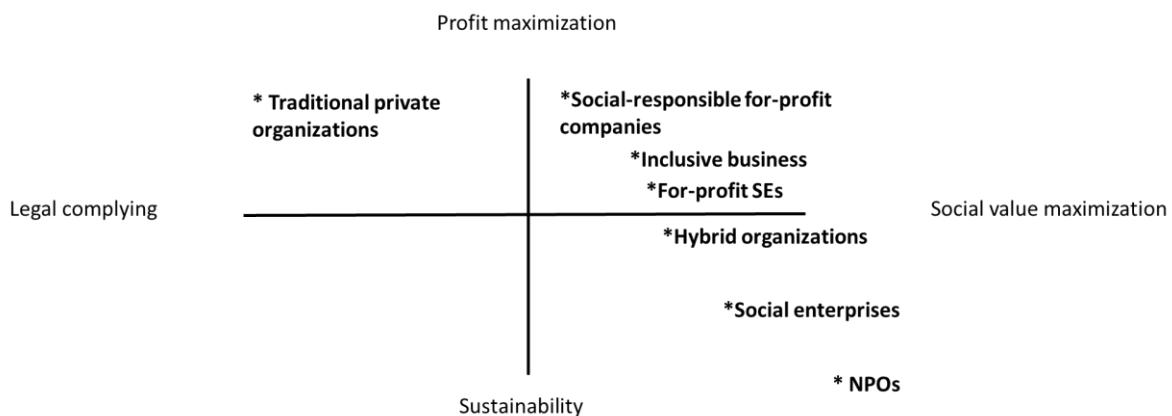 Profit maximization
* Traditional private
organizations
*Social-responsible for-profit
companies
*Inclusive business
*For-profit SEs
Legal complying
Social value maximization
*Hybrid organizations
*Social enterprises
* NPOs
Sustainability